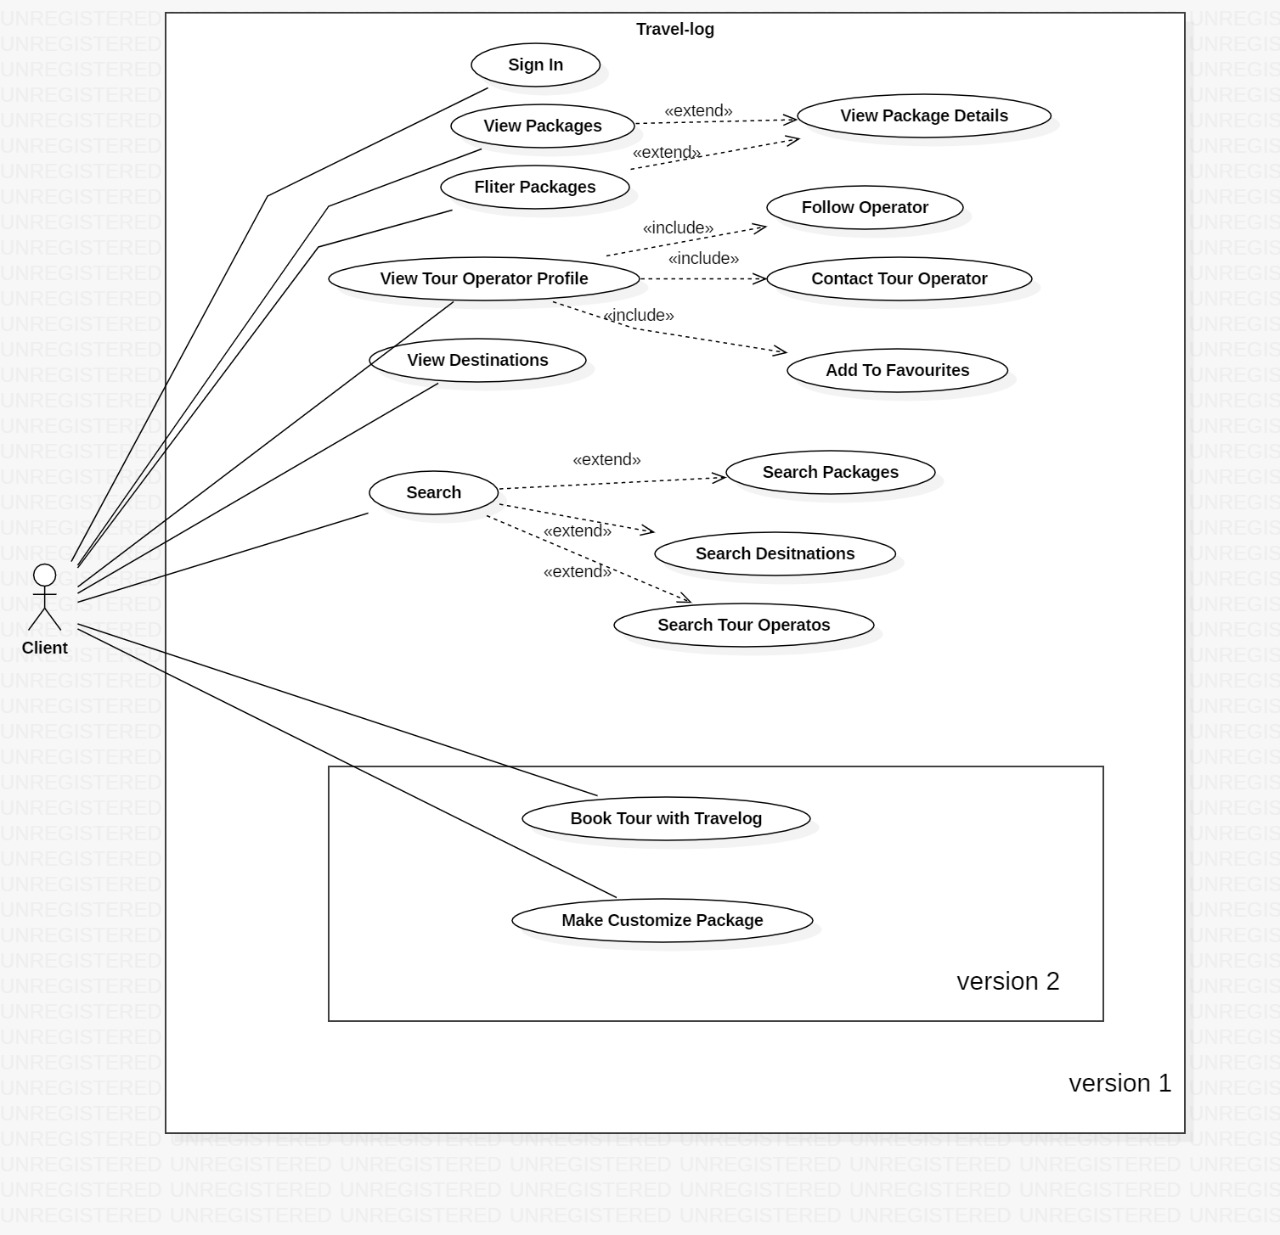 Travel-log
Sign In
View Packages
«extend»
View Package Details
«extend»
Fliter Packages
Follow Operator
«include»
«include»
View Tour Operator Profile
Contact Tour Operator
«include»
View Destinations
Add To Favourites
«extend»
Search Packages
Search
«extend»
Search Desitnations
«extend»
Search Tour Operatos
Client
Book Tour with Travelog
Make Customize Package
version 2
version 1
UNREGISTERED